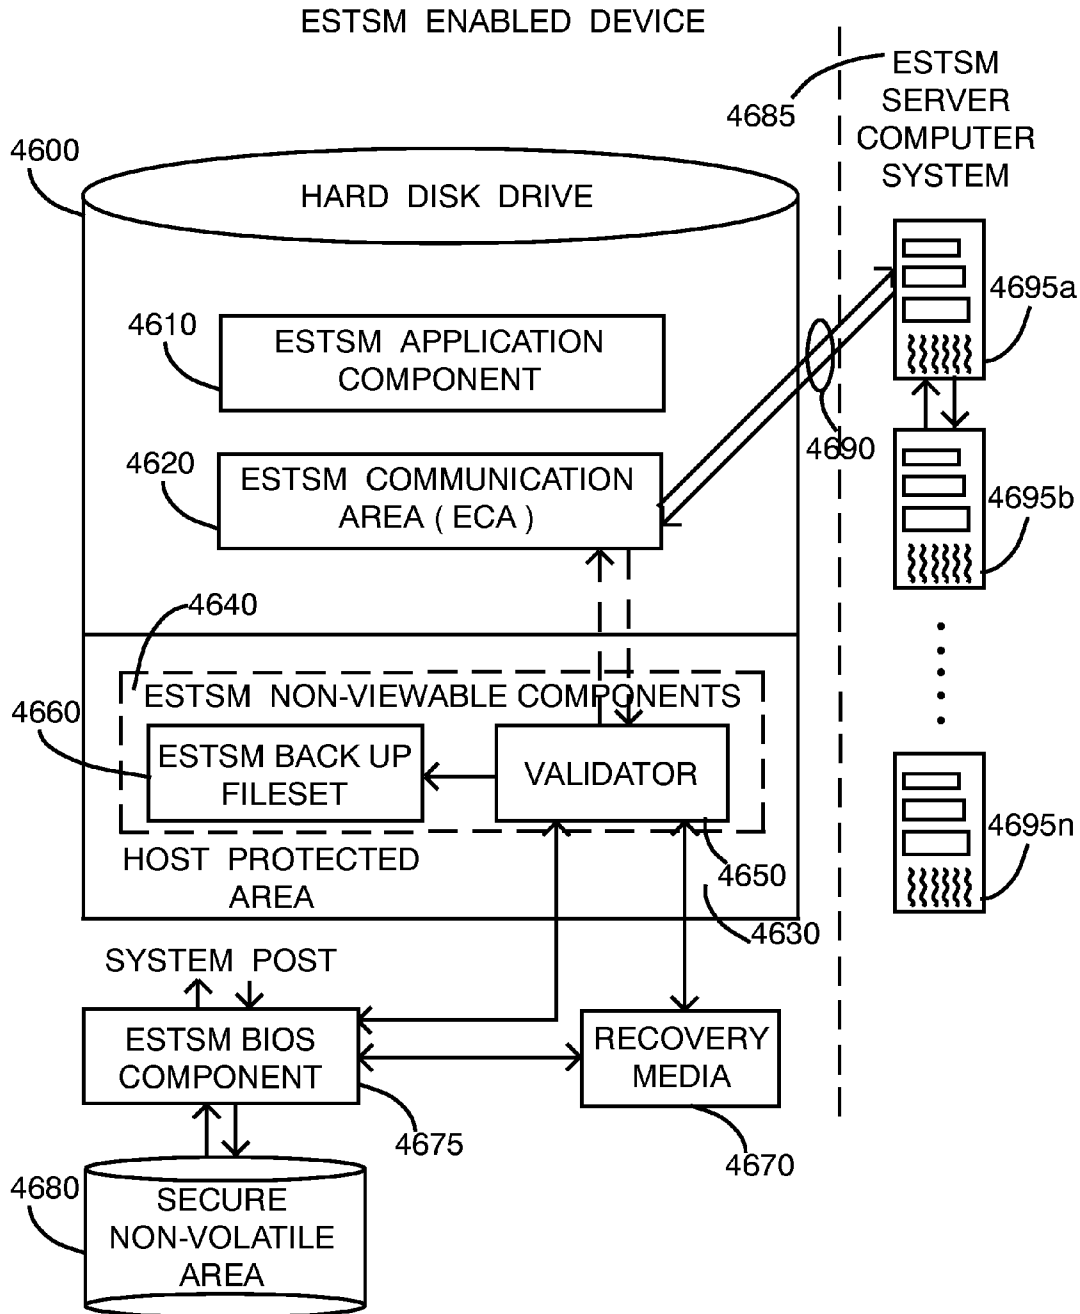 ESTSM ENABLED DEVICE
ESTSM
SERVER
COMPUTER
SYSTEM
4685
4600
HARD DISK DRIVE
4695a
4610
ESTSM APPLICATION
COMPONENT
4690
4620
ESTSM COMMUNICATION
AREA ( ECA )
4695b
4640
ESTSM NON-VIEWABLE COMPONENTS
4660
ESTSM BACK UP
FILESET
VALIDATOR
4695n
HOST PROTECTED
AREA
4650
4630
SYSTEM POST
ESTSM BIOS
COMPONENT
RECOVERY
MEDIA
4675
4670
4680
SECURE
NON-VOLATILE
AREA